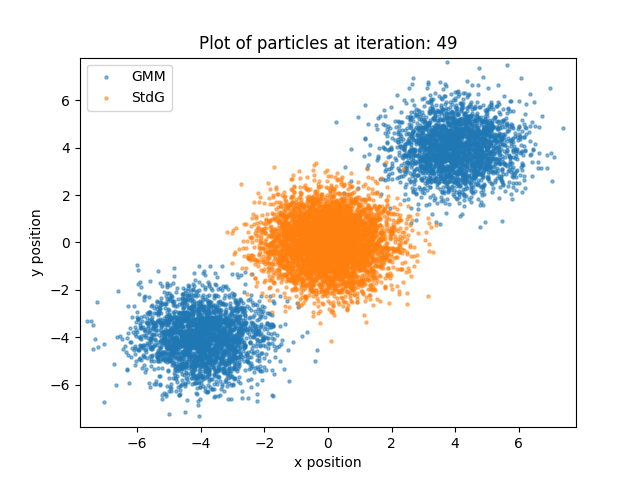 Plot of particles at iteration: 49
GMM
StdG
6
4
2
0
−2
−4
−6
y position
−6 −4 −2 0 2 4 6
x position